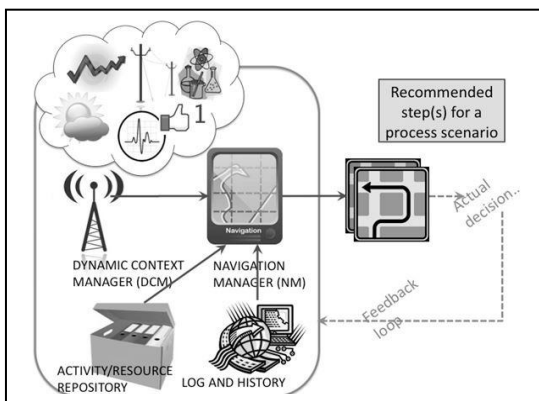 1
Recommended
step(s) for a
process scenario
Navigation
Actual
decision..
DYNAMIC CONTEXT
MANAGER (DCM)
NAVIGATION
MANAGER (NM)
Feedback
loop
ACTIVITY/RESOURCE
REPOSITORY
LOG AND HISTORY